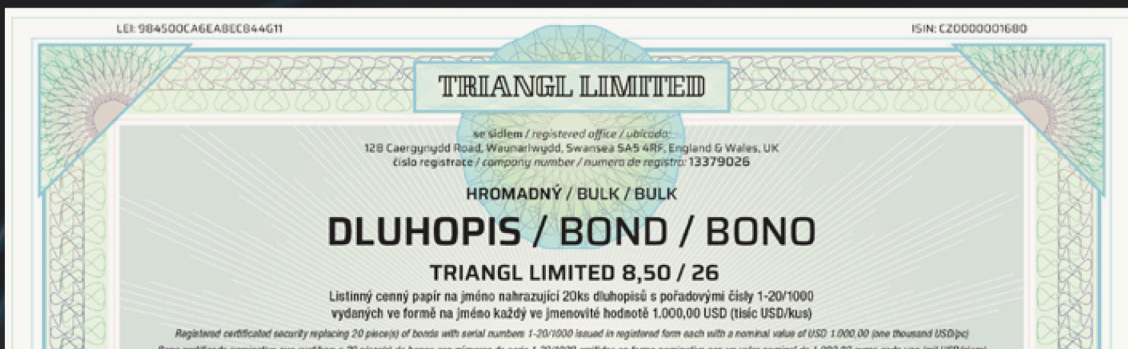 LEI: 984500CA6EA8EC844G11
ISIN: CZ0000001680
TRIANGL LIMITED
se sídlem / registered office / ubicado:
128 Caergynydd Road, Waunarlwydd, Swansea SA5 4RF, England & Wales, UK
číslo registrace / company number / numero de registro: 13379026
HROMADNÝ / BULK / BULK
DLUHOPIS / BOND / BONO
TRIANGL LIMITED 8,50 / 26
Listinný cenný papír na jméno nahrazující 20ks dluhopisů s pořadovými čísly 1-20/1000
vydaných ve formě na jméno každý ve jmenovité hodnotě 1.000,00 USD (tisíc USD/kus)
Registered certificated security replacing 20 piece(s) of bonds with serial numbers 1-20/1000 issued in registered form each with a nominal value of USD 1.000,00 (one thousand USD/pc)